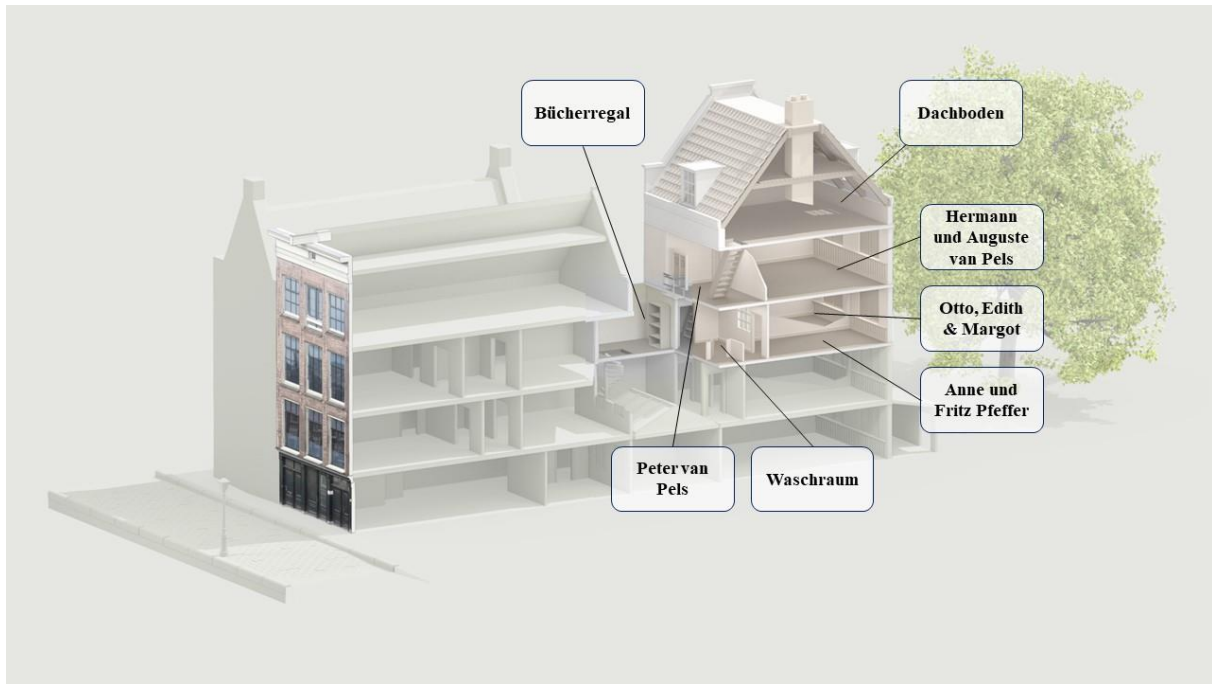 Bücherregal
Dachboden
Hermann
und Auguste
van Pels
Otto, Edith
& Margot
Anne und
Fritz Pfeffer
Peter van
Pels
Waschraum